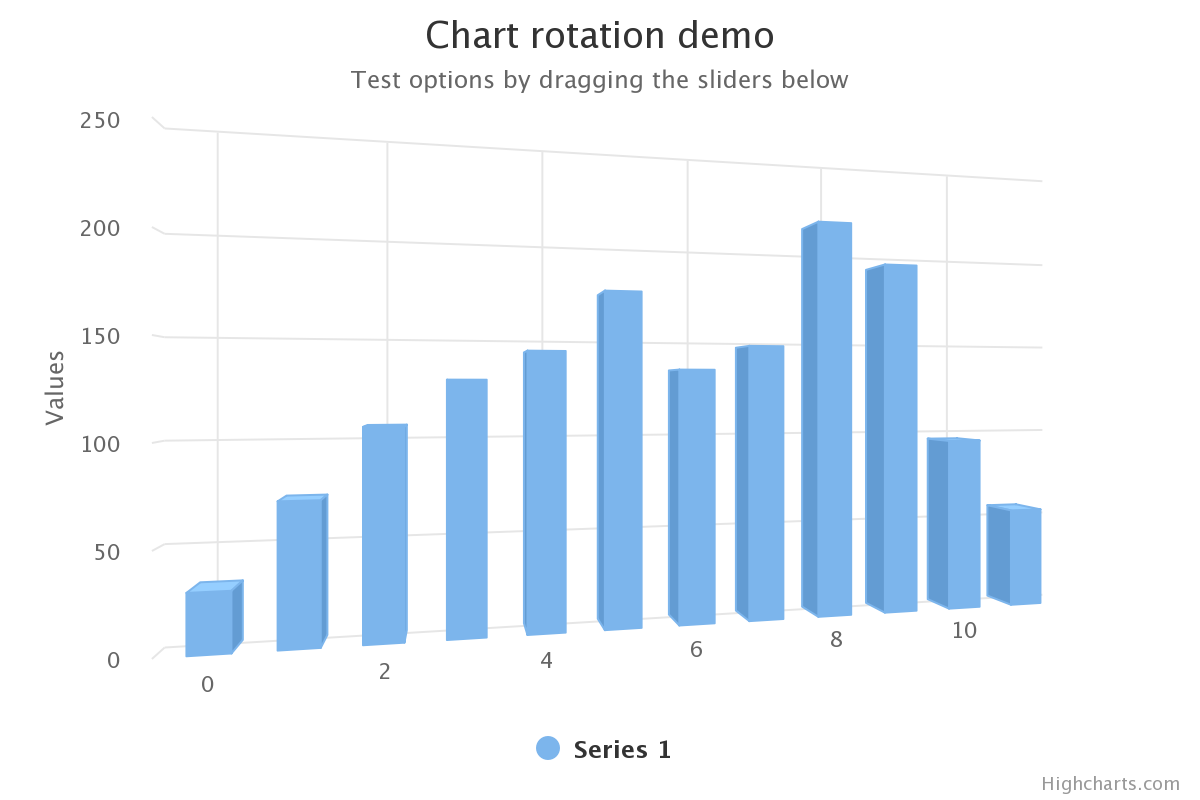 Chart rotation demo
Test options by dragging the sliders below
250
200
150
100
50
0
Values
0
2
4
6
8
10
Series 1
Highcharts.com